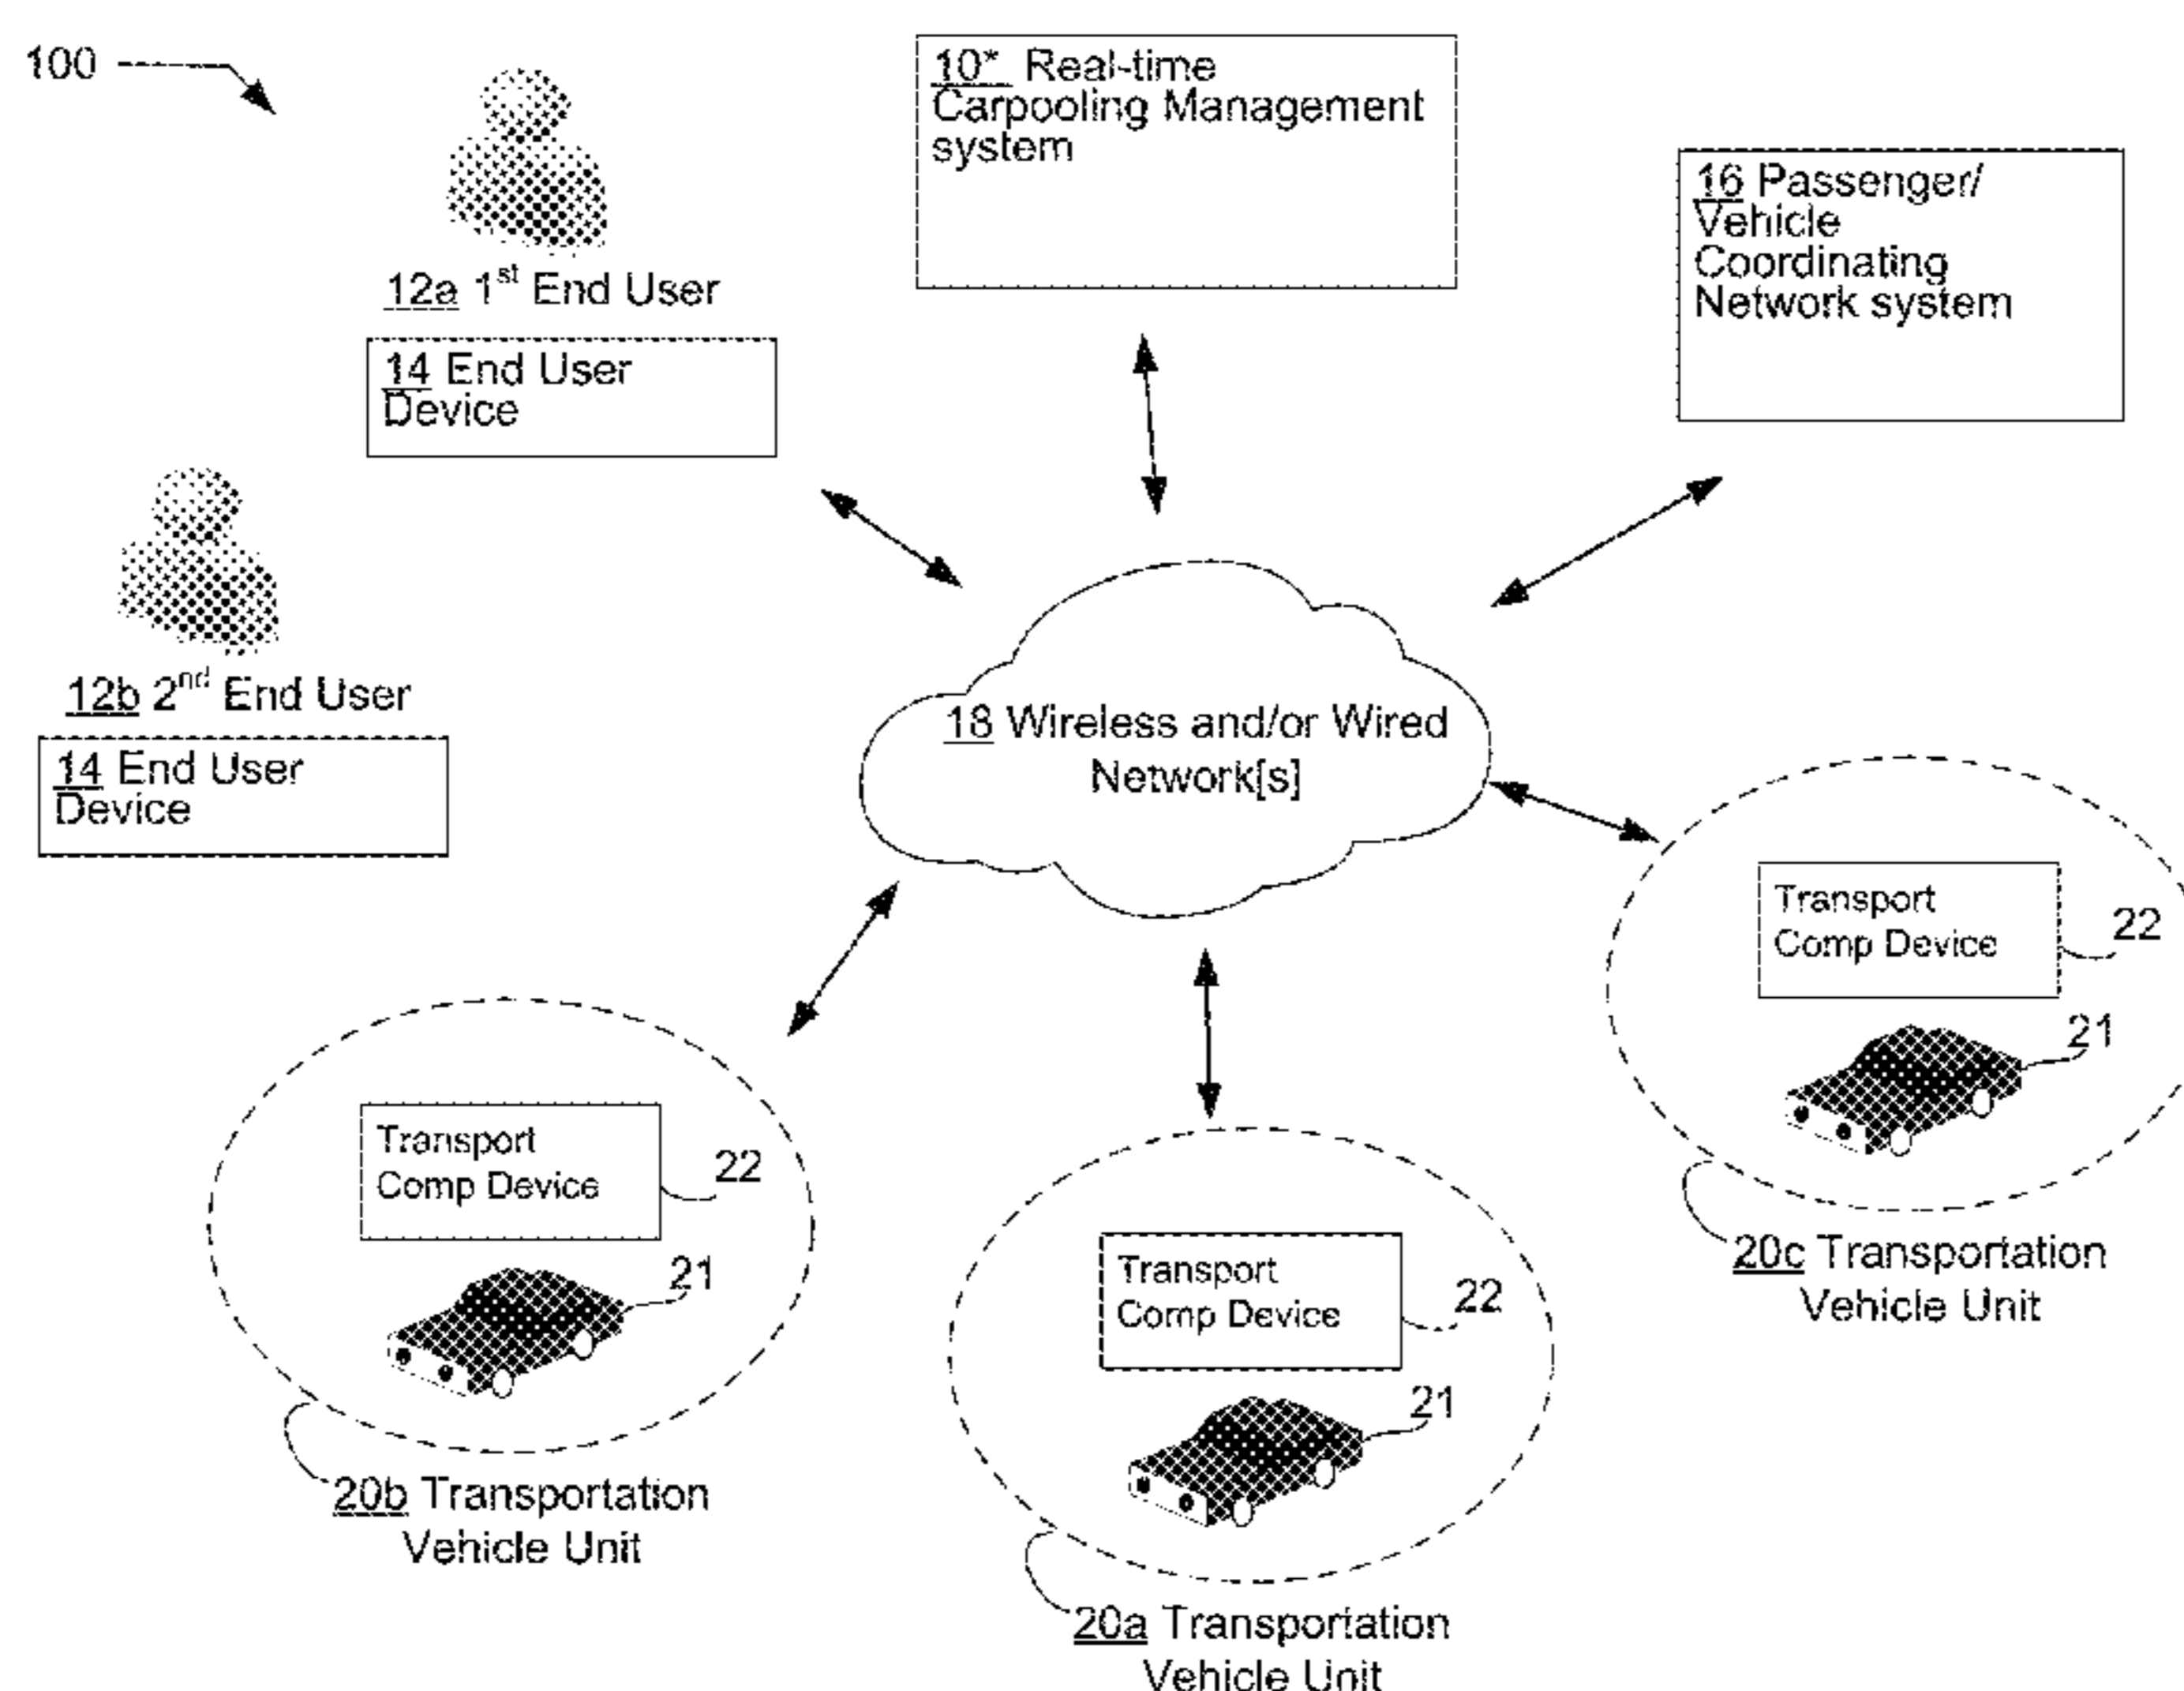 100
10* Real-time
Carpooling Management
system
16 Passenger/
Vehicle
Coordinating
Network system
12a 1st End User
14 End User
Device
12b 2nd End User
14 End User
Device
18 Wireless and/or Wired
Network[s]
Transport
Comp Device
22
21
20c Transportation
Vehicle Unit
Transport
Comp Device
22
21
20b Transportation
Vehicle Unit
Transport
Comp Device
22
21
20a Transportation
Vehicle Unit